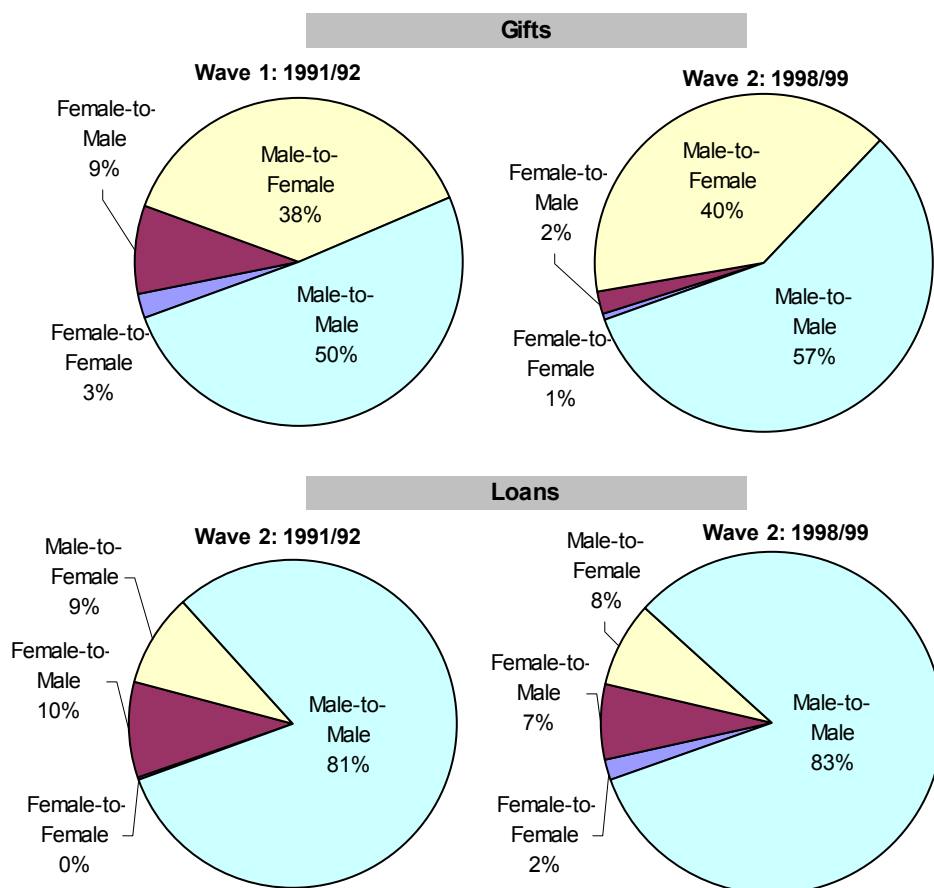 Gifts
Wave 1: 1991/92
Female-to-
Male
9%
Male-to-
Female
38%
Male-to-
Male
50%
Female-to-
Female
3%
Wave 2: 1998/99
Male-to-
Female
40%
Female-to-
Male
2%
Male-to-
Male
57%
Female-to-
Female
1%
Loans
Wave 2: 1991/92
Male-to-
Female
9%
Female-to-
Male
10%
Male-to-
Male
81%
Female-to-
Female
0%
Wave 2: 1998/99
Male-to-
Female
8%
Female-to-
Male
7%
Male-to-
Male
83%
Female-to-
Female
2%